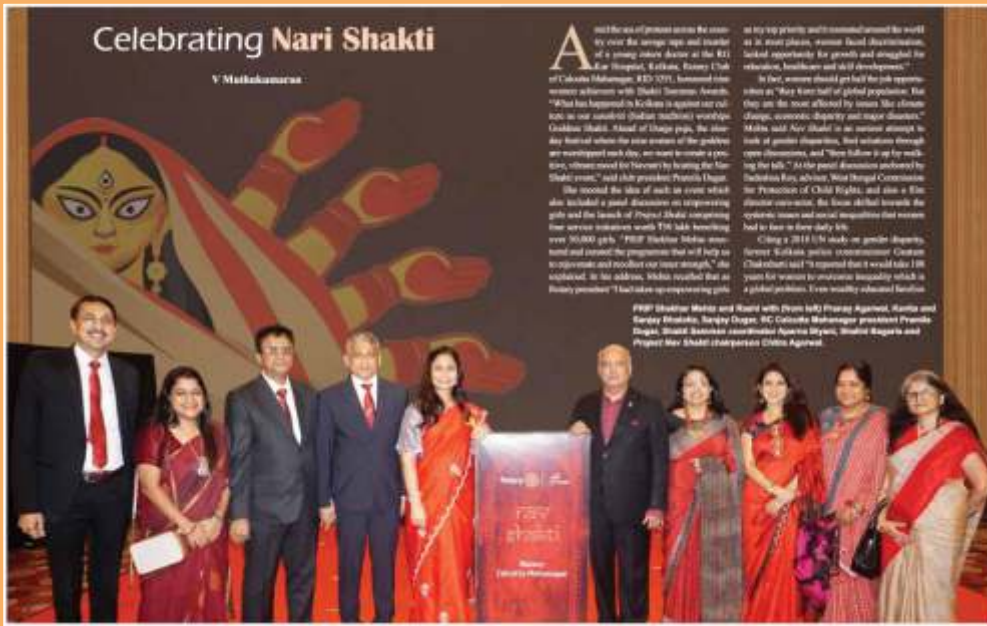 Celebrating Nari Shakti
V Muthukumaran
Amid the sea of protests across the coun-
try over the savage rape and murder
of a young intern doctor at the RG
Kar Hospital, Kolkata, Rotary Club
of Calcutta Mahanagar, RID 3291, honoured nine
women achievers with Shakti Samman Awards.
“What has happened in Kolkata is against our cul-
ture as our sanskriti (Indian tradition) worships
Goddess Shakti. Ahead of Durga puja, the nine-
day festival where the nine avatars of the goddess
are worshipped each day, we want to create a pos-
itive, vibrant mood for Navratri by hosting the Nav
Shakti event,” said club president Pramila Dugar.
She mooted the idea of such an event which
also included a panel discussion on empowering
girls and the launch of Project Shakti comprising
four service initiatives worth benefiting
over 10,000 girls. “PRIP Shekhar Mehta
and curated the programme that will help us
to rejuvenate and recollect our inner strength,” she
explained. In his address, Mehta recalled that as
Rotary president “I had taken up empowering girls
as my top priority and it resonated around the world
as in most places, women faced discrimination,
lacked opportunity for growth and struggled for
education, healthcare and skill development.”
In fact, women should get half the job opportu-
nities as “they form half of global population. But
they are the most affected by issues like climate
change, economic disparity and major disasters.”
Mehta said Nav Shakti is an earnest attempt to
look at gender disparities, find solutions through
open discussions, and “then follow it up by walk-
ing the talk.” At the panel discussion anchored by
Sudeshna Roy, advisor, West Bengal Commission
for Protection of Child Rights, and also a film
director-cum-actor, the focus shifted towards the
systemic issues and social inequalities that women
had to face in their daily life.
Citing a 2018 UN study on gender disparity,
former Kolkata police commissioner Gautam
Chakrabarti said “it reported that it would take 108
years for women to overcome inequality which is
a global problem. Even wealthy educated families
PRIP Shekhar Mehta and Rashi with (from left) Pranay Agarwal, Kavita and
Sanjay Bhalotia, Sanjay Dugar, RC Calcutta Mahanagar president Pramila
Dugar, Shakti Samman coordinator Aparna Biyani, Shalini Bagaria and
Project Nav Shakti chairperson Chitra Agarwal.
Rotary
nav
shakti
Rotary
Calcutta Mahanagar